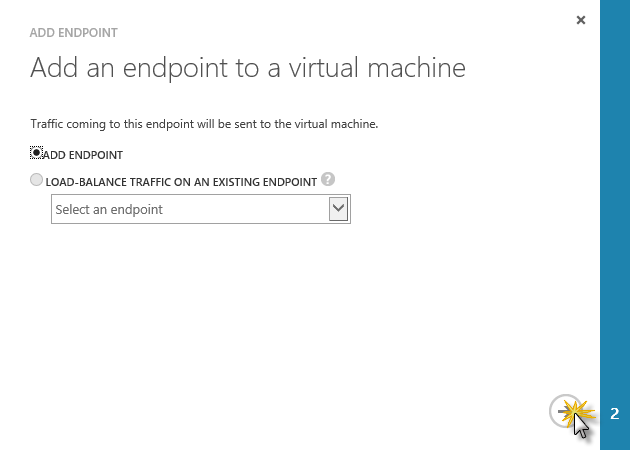 ADD ENDPOINT
Add an endpoint to a virtual machine
Traffic coming to this endpoint will be sent to the virtual machine.
ADD ENDPOINT
LOAD-BALANCE TRAFFIC ON AN EXISTING ENDPOINT ?
Select an endpoint
2